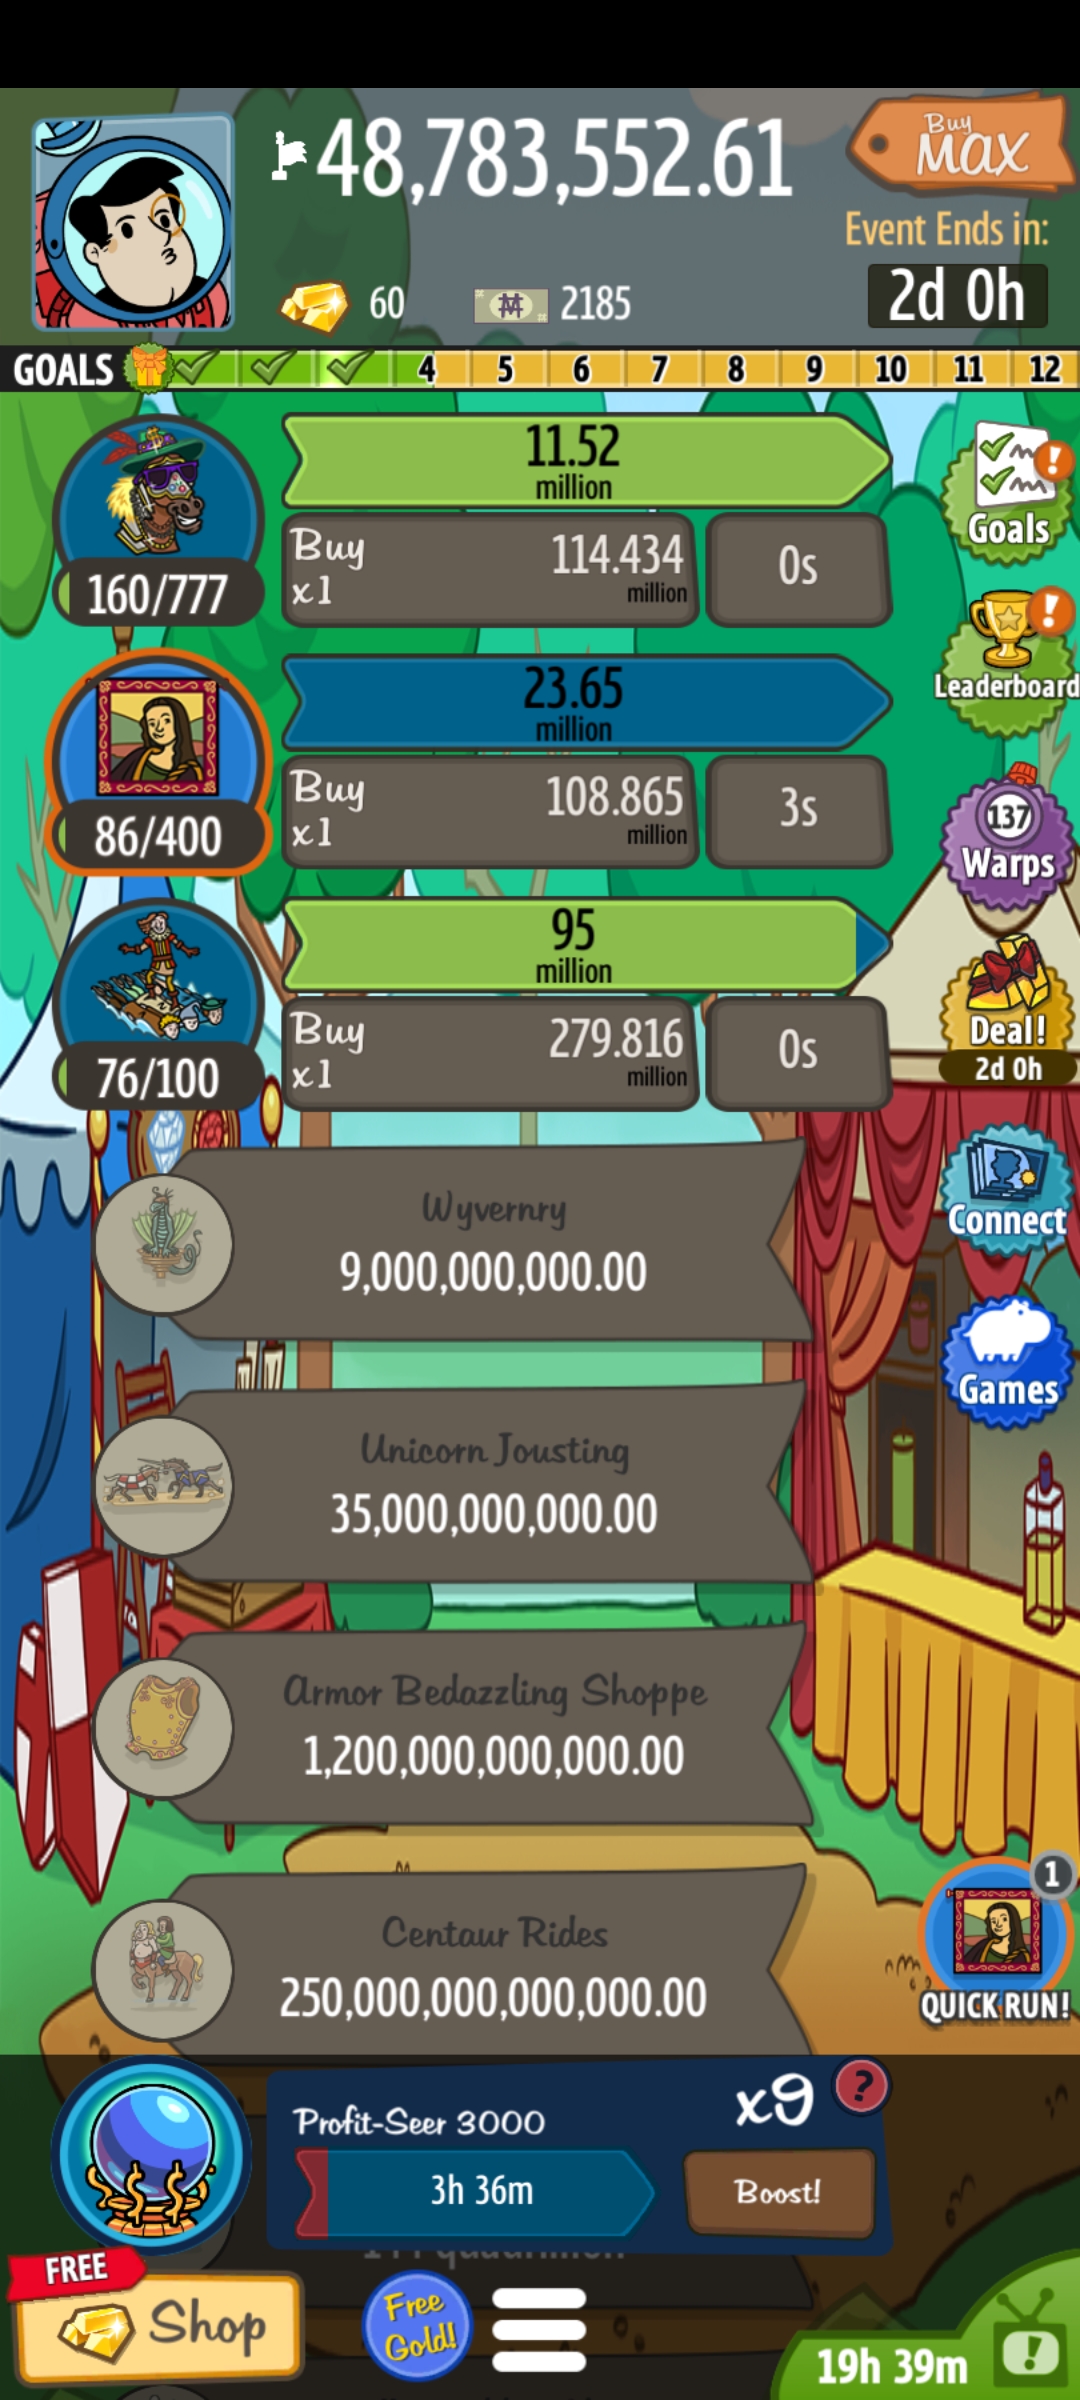 48,783,552.61
Buy
MAX
Event Ends in:
60
2185
2d 0h
GOALS 4 5 6 7 8 9 10 11 12
11.52
million
Buy
x1
114.434
million
0s
160/777
Goals
23.65
million
Buy
x1
108.865
million
3s
86/400
Leaderboard
137
Warps
95
million
Buy
x1
279.816
million
0s
76/100
Deal!
2d 0h
Wyvernry
9,000,000,000.00
Connect
Games
Unicorn Jousting
35,000,000,000.00
Armor Bedazzling Shoppe
1,200,000,000,000.00
Centaur Rides
250,000,000,000,000.00
1
QUICK RUN!
Profit-Seer 3000
x9
?
3h 36m
Boost!
FREE
Shop
Free
Gold!
19h 39m